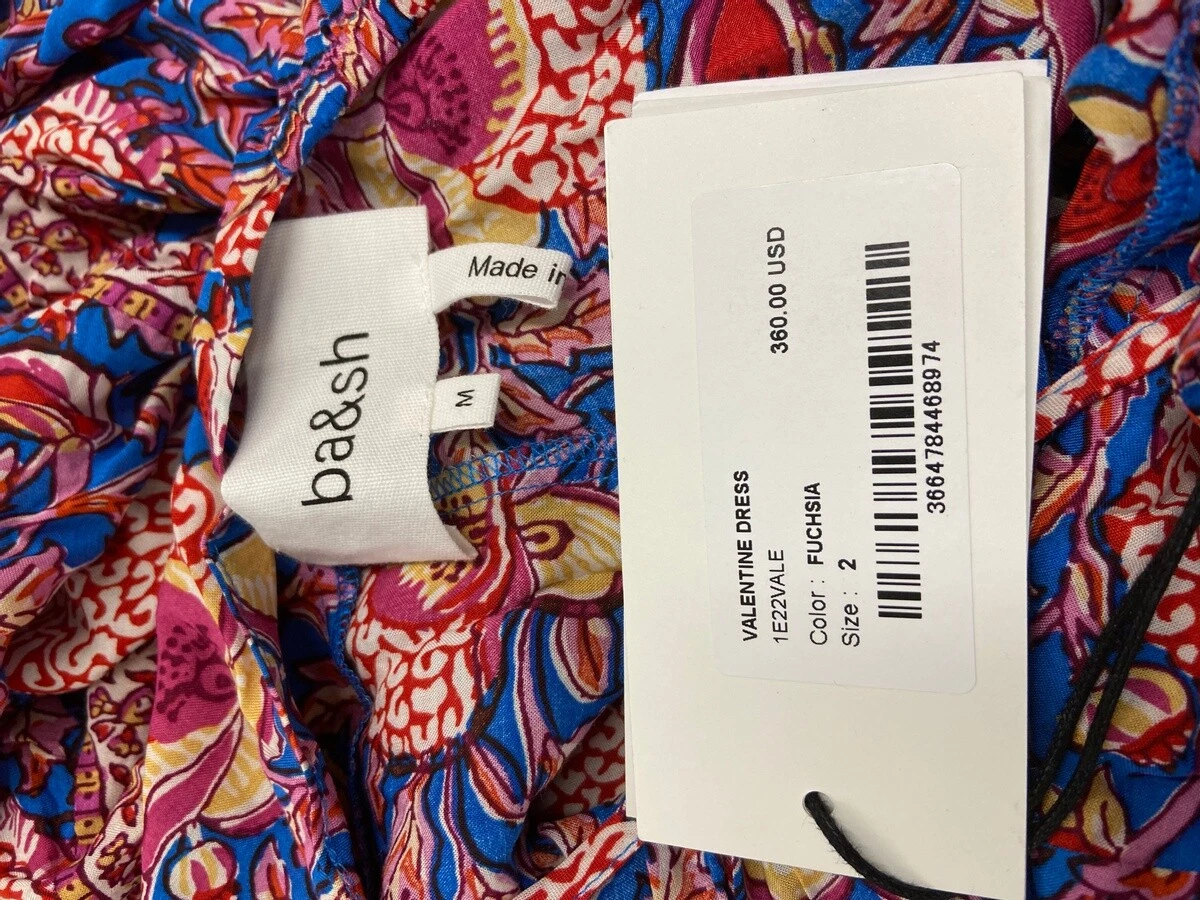 ba&sh
Made in
M
360.00 USD
VALENTINE DRESS
1E22VALE
Color : FUCHSIA
Size : 2
3664784468974